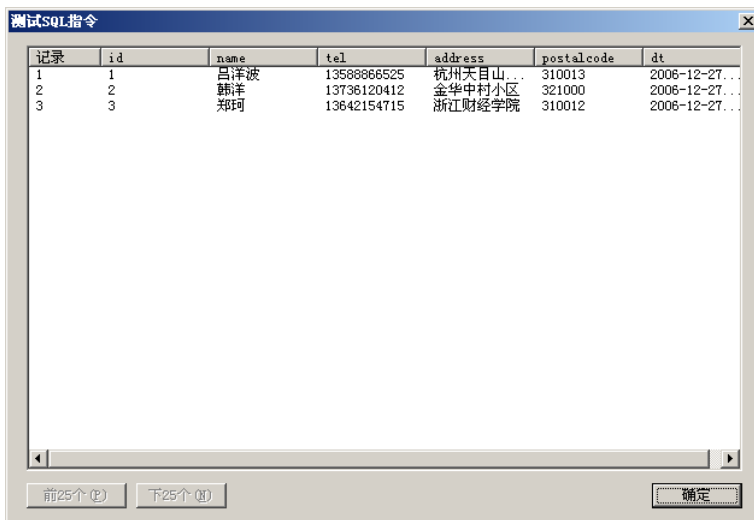 测试SQL指令
记录 id name tel address postalcode dt
1 1 吕洋波 13588866525 杭州天目山... 310013 2006-12-27...
2 2 韩洋 13736120412 金华中村小区 321000 2006-12-27...
3 3 郑珂 13642154715 浙江财经学院 310012 2006-12-27...
前25个(P) 下25个(N) 确定